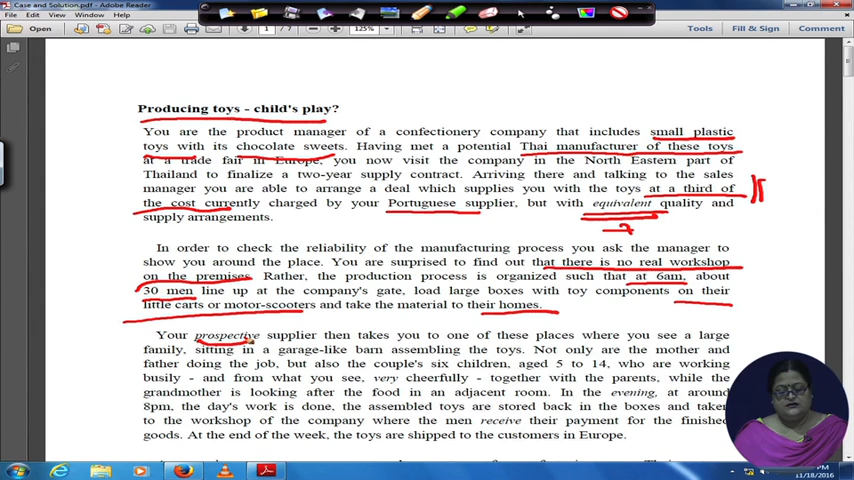 Case and Solution.pdf - Adobe Reader
File Edit View Window Help
Open
1 / 7
125%
Tools Fill & Sign Comment
Producing toys - child's play?
You are the product manager of a confectionery company that includes small plastic
toys with its chocolate sweets. Having met a potential Thai manufacturer of these toys
at a trade fair in Europe, you now visit the company in the North Eastern part of
Thailand to finalize a two-year supply contract. Arriving there and talking to the sales
manager you are able to arrange a deal which supplies you with the toys at a third of
the cost currently charged by your Portuguese supplier, but with equivalent quality and
supply arrangements.
In order to check the reliability of the manufacturing process you ask the manager to
show you around the place. You are surprised to find out that there is no real workshop
on the premises. Rather, the production process is organized such that at 6am, about
30 men line up at the company's gate, load large boxes with toy components on their
little carts or motor-scooters and take the material to their homes.
Your prospective supplier then takes you to one of these places where you see a large
family, sitting in a garage-like barn assembling the toys. Not only are the mother and
father doing the job, but also the couple's six children, aged 5 to 14, who are working
busily - and from what you see, very cheerfully - together with the parents, while the
grandmother is looking after the food in an adjacent room. In the evening, at around
8pm, the day's work is done, the assembled toys are stored back in the boxes and taken
to the workshop of the company where the men receive their payment for the finished
goods. At the end of the week, the toys are shipped to the customers in Europe.
PM
11/18/2016